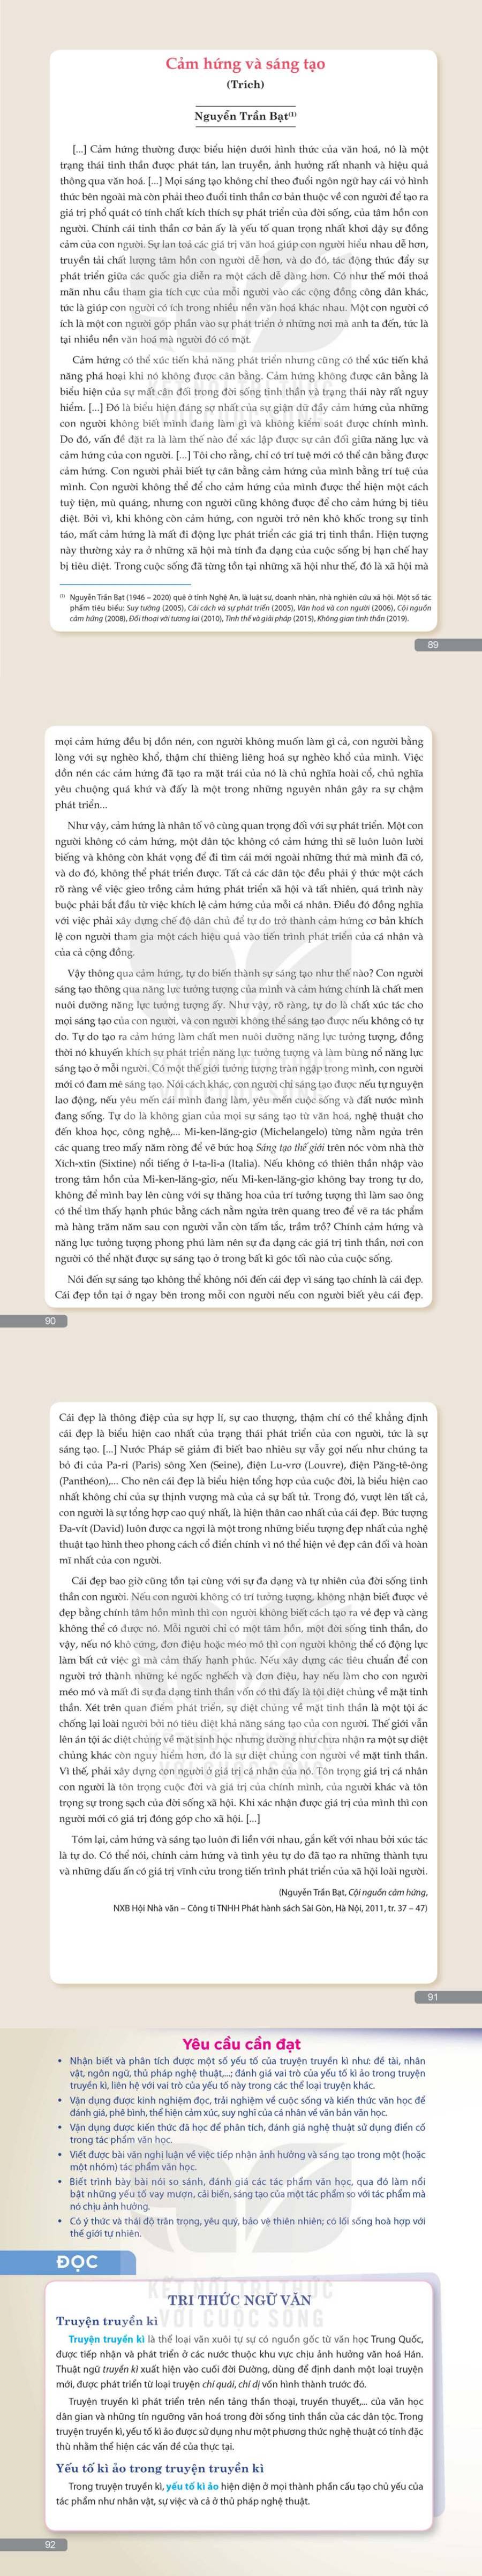 Cảm hứng và sáng tạo
(Trích)
Nguyễn Trần Bạt(1)
[...] Cảm hứng thường được biểu hiện dưới hình thức của văn hoá, nó là một
trạng thái tinh thần được phát tán, lan truyền, ảnh hưởng rất nhanh và hiệu quả
thông qua văn hoá. [...] Mọi sáng tạo không chỉ theo đuổi ngôn ngữ hay cái vỏ hình
thức bên ngoài mà còn phải theo đuổi tinh thần cơ bản thuộc về con người để tạo ra
giá trị phổ quát có tính chất kích thích sự phát triển của đời sống, của tâm hồn con
người. Chính cái tinh thần cơ bản ấy là yếu tố quan trọng nhất khơi dậy sự đồng
cảm của con người. Sự lan toả các giá trị văn hoá giúp con người hiểu nhau dễ hơn,
truyền tải chất lượng tâm hồn con người dễ hơn, và do đó, tác động thúc đẩy sự
phát triển giữa các quốc gia diễn ra một cách dễ dàng hơn. Có như thế mới thoả
mãn nhu cầu tham gia tích cực của mỗi người vào các cộng đồng công dân khác,
tức là giúp con người có ích trong nhiều nền văn hoá khác nhau. Một con người có
ích là một con người góp phần vào sự phát triển ở những nơi mà anh ta đến, tức là
tại nhiều nền văn hoá mà người đó có mặt.
Cảm hứng có thể xúc tiến khả năng phát triển nhưng cũng có thể xúc tiến khả
năng phá hoại khi nó không được cân bằng. Cảm hứng không được cân bằng là
biểu hiện của sự mất cân đối trong đời sống tinh thần và trạng thái này rất nguy
hiểm. [...] Đó là biểu hiện đáng sợ nhất của sự giận dữ đầy cảm hứng của những
con người không biết mình đang làm gì và không kiểm soát được chính mình.
Do đó, vấn đề đặt ra là làm thế nào để xác lập được sự cân đối giữa năng lực và
cảm hứng của con người. [...] Tôi cho rằng, chỉ có trí tuệ mới có thể cân bằng được
cảm hứng. Con người phải biết tự cân bằng cảm hứng của mình bằng trí tuệ của
mình. Con người không thể để cho cảm hứng của mình được thể hiện một cách
tuỳ tiện, mù quáng, nhưng con người cũng không được để cho cảm hứng bị tiêu
diệt. Bởi vì, khi không còn cảm hứng, con người trở nên khô khốc trong sự tỉnh
táo, mất cảm hứng là mất đi động lực phát triển các giá trị tinh thần. Hiện tượng
này thường xảy ra ở những xã hội mà tính đa dạng của cuộc sống bị hạn chế hay
bị tiêu diệt. Trong cuộc sống đã từng tồn tại những xã hội như thế, đó là xã hội mà
(1) Nguyễn Trần Bạt (1946 – 2020) quê ở tỉnh Nghệ An, là luật sư, doanh nhân, nhà nghiên cứu xã hội. Một số tác
phẩm tiêu biểu: Suy tưởng (2005), Cải cách và sự phát triển (2005), Văn hoá và con người (2006), Cội nguồn
cảm hứng (2008), Đối thoại với tương lai (2010), Tình thế và giải pháp (2015), Không gian tinh thần (2019).
89
mọi cảm hứng đều bị dồn nén, con người không muốn làm gì cả, con người bằng
lòng với sự nghèo khổ, thậm chí thiêng liêng hoá sự nghèo khổ của mình. Việc
dồn nén các cảm hứng đã tạo ra mặt trái của nó là chủ nghĩa hoài cổ, chủ nghĩa
yêu chuộng quá khứ và đấy là một trong những nguyên nhân gây ra sự chậm
phát triển...
Như vậy, cảm hứng là nhân tố vô cùng quan trọng đối với sự phát triển. Một con
người không có cảm hứng, một dân tộc không có cảm hứng thì sẽ luôn luôn lười
biếng và không còn khát vọng để đi tìm cái mới ngoài những thứ mà mình đã có,
và do đó, không thể phát triển được. Tất cả các dân tộc đều phải ý thức một cách
rõ ràng về việc gieo trồng cảm hứng phát triển xã hội và tất nhiên, quá trình này
buộc phải bắt đầu từ việc khích lệ cảm hứng của mỗi cá nhân. Điều đó đồng nghĩa
với việc phải xây dựng chế độ dân chủ để tự do trở thành cảm hứng cơ bản khích
lệ con người tham gia một cách hiệu quả vào tiến trình phát triển của cá nhân và
của cả cộng đồng.
Vậy thông qua cảm hứng, tự do biến thành sự sáng tạo như thế nào? Con người
sáng tạo thông qua năng lực tưởng tượng của mình và cảm hứng chính là chất men
nuôi dưỡng năng lực tưởng tượng ấy. Như vậy, rõ ràng, tự do là chất xúc tác cho
mọi sáng tạo của con người, và con người không thể sáng tạo được nếu không có tự
do. Tự do tạo ra cảm hứng làm chất men nuôi dưỡng năng lực tưởng tượng, đồng
thời nó khuyến khích sự phát triển năng lực tưởng tượng và làm bùng nổ năng lực
sáng tạo ở mỗi người. Có một thế giới tưởng tượng tràn ngập trong mình, con người
mới có đam mê sáng tạo. Nói cách khác, con người chỉ sáng tạo được nếu tự nguyện
lao động, nếu yêu mến cái mình đang làm, yêu mến cuộc sống và đất nước mình
đang sống. Tự do là không gian của mọi sự sáng tạo từ văn hoá, nghệ thuật cho
đến khoa học, công nghệ,... Mi-ken-lăng-giơ (Michelangelo) từng nằm ngửa trên
các quang treo mấy năm ròng để vẽ bức hoạ Sáng tạo thế giới trên nóc vòm nhà thờ
Xích-xtin (Sixtine) nổi tiếng ở I-ta-li-a (Italia). Nếu không có thiên thần nhập vào
trong tâm hồn của Mi-ken-lăng-giơ, nếu Mi-ken-lăng-giơ không bay trong tự do,
không để mình bay lên cùng với sự thăng hoa của trí tưởng tượng thì làm sao ông
có thể tìm thấy hạnh phúc bằng cách nằm ngửa trên quang treo để vẽ ra tác phẩm
mà hàng trăm năm sau con người vẫn còn tấm tắc, trầm trồ? Chính cảm hứng và
năng lực tưởng tượng phong phú làm nên sự đa dạng các giá trị tinh thần, nơi con
người có thể nhặt được sự sáng tạo ở trong bất kì góc tối nào của cuộc sống.
Nói đến sự sáng tạo không thể không nói đến cái đẹp vì sáng tạo chính là cái đẹp.
Cái đẹp tồn tại ở ngay bên trong mỗi con người nếu con người biết yêu cái đẹp.
90
Cái đẹp là thông điệp của sự hợp lí, sự cao thượng, thậm chí có thể khẳng định
cái đẹp là biểu hiện cao nhất của trạng thái phát triển của con người, tức là sự
sáng tạo. [...] Nước Pháp sẽ giảm đi biết bao nhiêu sự vẫy gọi nếu như chúng ta
bỏ đi của Pa-ri (Paris) sông Xen (Seine), điện Lu-vrơ (Louvre), điện Păng-tê-ông
(Panthéon),... Cho nên cái đẹp là biểu hiện tổng hợp của cuộc đời, là biểu hiện cao
nhất không chỉ của sự thịnh vượng mà của cả sự bất tử. Trong đó, vượt lên tất cả,
con người là sự tổng hợp cao quý nhất, là hiện thân cao nhất của cái đẹp. Bức tượng
Đa-vít (David) luôn được ca ngợi là một trong những biểu tượng đẹp nhất của nghệ
thuật tạo hình theo phong cách cổ điển chính vì nó thể hiện vẻ đẹp cân đối và hoàn
mĩ nhất của con người.
Cái đẹp bao giờ cũng tồn tại cùng với sự đa dạng và tự nhiên của đời sống tinh
thần con người. Nếu con người không có trí tưởng tượng, không nhận biết được vẻ
đẹp bằng chính tâm hồn mình thì con người không biết cách tạo ra vẻ đẹp và càng
không thể có được nó. Mỗi người chỉ có một tâm hồn, một đời sống tinh thần, do
vậy, nếu nó khô cứng, đơn điệu hoặc méo mó thì con người không thể có động lực
làm bất cứ việc gì mà cảm thấy hạnh phúc. Nếu xây dựng các tiêu chuẩn để con
người trở thành những kẻ ngốc nghếch và đơn điệu, hay nếu làm cho con người
méo mó và mất đi sự đa dạng tinh thần vốn có thì đấy là tội diệt chủng về mặt tinh
thần. Xét trên quan điểm phát triển, sự diệt chủng về mặt tinh thần là một tội ác
chống lại loài người bởi nó tiêu diệt khả năng sáng tạo của con người. Thế giới vẫn
lên án tội ác diệt chủng về mặt sinh học nhưng dường như chưa nhận ra một sự diệt
chủng khác còn nguy hiểm hơn, đó là sự diệt chủng con người về mặt tinh thần.
Vì thế, phải xây dựng con người ở giá trị cá nhân của nó. Tôn trọng giá trị cá nhân
con người là tôn trọng cuộc đời và giá trị của chính mình, của người khác và tôn
trọng sự trong sạch của đời sống xã hội. Khi xác nhận được giá trị của mình thì con
người mới có giá trị đóng góp cho xã hội. [...]
Tóm lại, cảm hứng và sáng tạo luôn đi liền với nhau, gắn kết với nhau bởi xúc tác
là tự do. Có thể nói, chính cảm hứng và tình yêu tự do đã tạo ra những thành tựu
và những dấu ấn có giá trị vĩnh cửu trong tiến trình phát triển của xã hội loài người.
(Nguyễn Trần Bạt, Cội nguồn cảm hứng,
NXB Hội Nhà văn – Công ti TNHH Phát hành sách Sài Gòn, Hà Nội, 2011, tr. 37 – 47)
91
Yêu cầu cần đạt
• Nhận biết và phân tích được một số yếu tố của truyện truyền kì như: đề tài, nhân
vật, ngôn ngữ, thủ pháp nghệ thuật,...; đánh giá vai trò của yếu tố kì ảo trong truyện
truyền kì, liên hệ với vai trò của yếu tố này trong các thể loại truyện khác.
• Vận dụng được kinh nghiệm đọc, trải nghiệm về cuộc sống và kiến thức văn học để
đánh giá, phê bình, thể hiện cảm xúc, suy nghĩ của cá nhân về văn bản văn học.
• Vận dụng được kiến thức đã học để phân tích, đánh giá nghệ thuật sử dụng điển cố
trong tác phẩm văn học.
• Viết được bài văn nghị luận về việc tiếp nhận ảnh hưởng và sáng tạo trong một (hoặc
một nhóm) tác phẩm văn học.
• Biết trình bày bài nói so sánh, đánh giá các tác phẩm văn học, qua đó làm nổi
bật những yếu tố vay mượn, cải biến, sáng tạo của một tác phẩm so với tác phẩm mà
nó chịu ảnh hưởng.
• Có ý thức và thái độ trân trọng, yêu quý, bảo vệ thiên nhiên; có lối sống hoà hợp với
thế giới tự nhiên.
ĐỌC
TRI THỨC NGỮ VĂN
Truyện truyền kì
Truyện truyền kì là thể loại văn xuôi tự sự có nguồn gốc từ văn học Trung Quốc,
được tiếp nhận và phát triển ở các nước thuộc khu vực chịu ảnh hưởng văn hoá Hán.
Thuật ngữ truyền kì xuất hiện vào cuối đời Đường, dùng để định danh một loại truyện
mới, được phát triển từ loại truyện chí quái, chí dị vốn hình thành trước đó.
Truyện truyền kì phát triển trên nền tảng thần thoại, truyền thuyết,... của văn học
dân gian và những tín ngưỡng văn hoá trong đời sống tinh thần của các dân tộc. Trong
truyện truyền kì, yếu tố kì ảo được sử dụng như một phương thức nghệ thuật có tính đặc
thù nhằm thể hiện các vấn đề của thực tại.
Yếu tố kì ảo trong truyện truyền kì
Trong truyện truyền kì, yếu tố kì ảo hiện diện ở mọi thành phần cấu tạo chủ yếu của
tác phẩm như nhân vật, sự việc và cả ở thủ pháp nghệ thuật.
92
KẾT NỐI TRI THỨC
VỚI CUỘC SỐNG